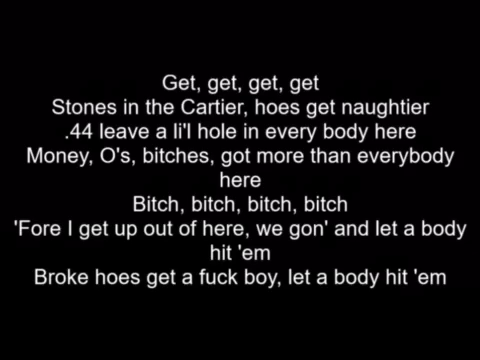 Get, get, get, get
Stones in the Cartier, hoes get naughtier
.44 leave a li'l hole in every body here
Money, O's, bitches, got more than everybody
here
Bitch, bitch, bitch, bitch
'Fore I get up out of here, we gon' and let a body
hit 'em
Broke hoes get a fuck boy, let a body hit 'em